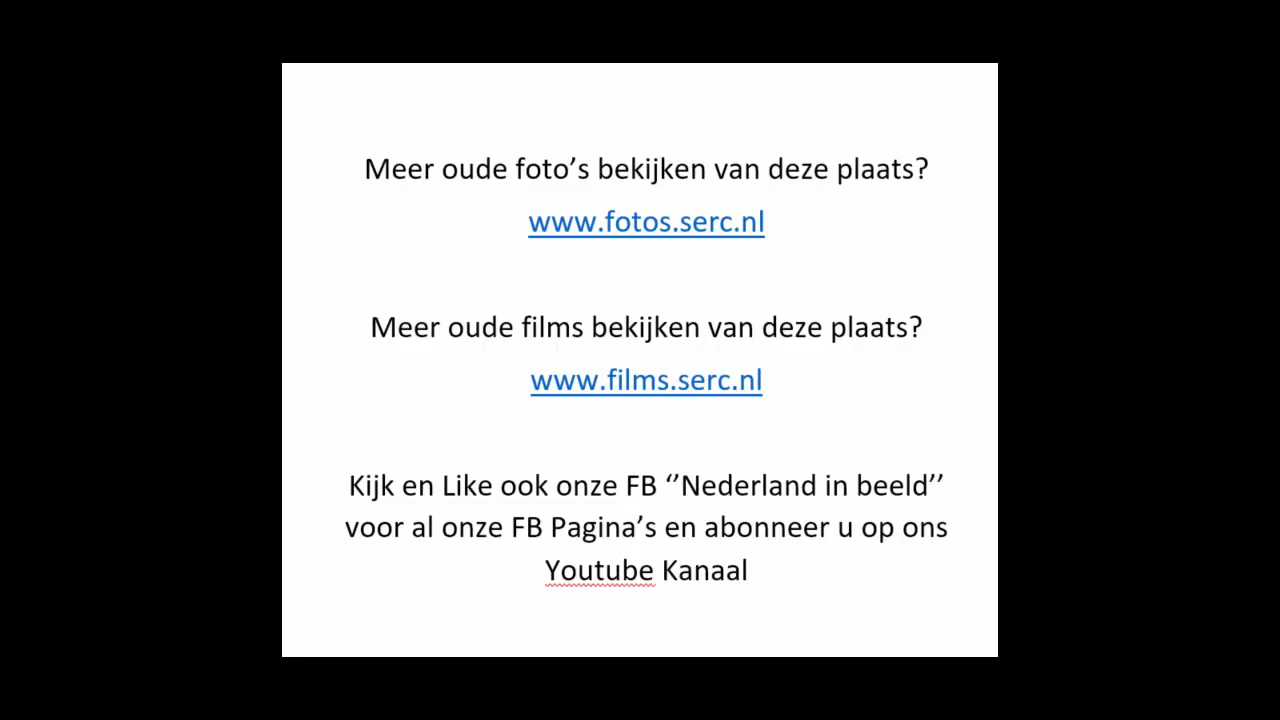 Meer oude foto’s bekijken van deze plaats?
www.fotos.serc.nl
Meer oude films bekijken van deze plaats?
www.films.serc.nl
Kijk en Like ook onze FB ‘’Nederland in beeld’’
voor al onze FB Pagina’s en abonneer u op ons
Youtube Kanaal